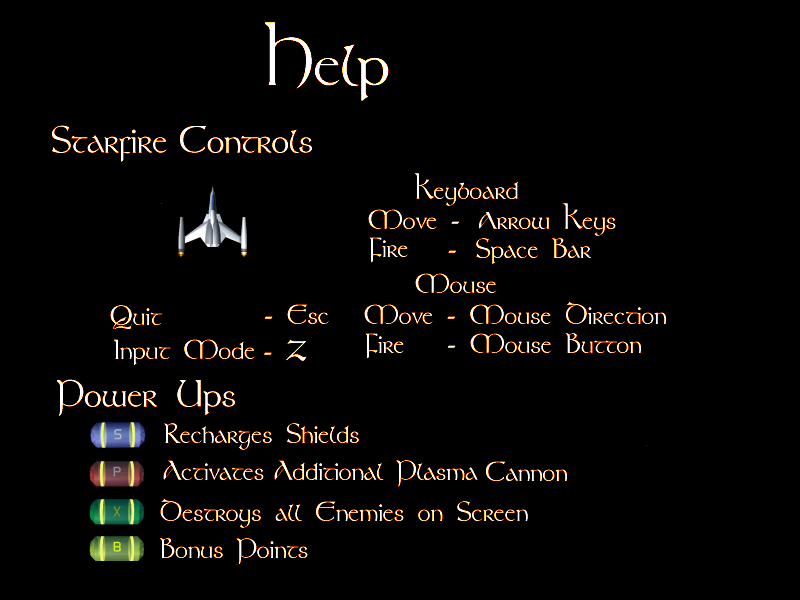 Help
Starfire Controls
Keyboard
Move - Arrow Keys
Fire - Space Bar
Mouse
Quit - Esc
Move - Mouse Direction
Input Mode - Z
Fire - Mouse Button
Power Ups
S Recharges Shields
P Activates Additional Plasma Cannon
X Destroys all Enemies on Screen
B Bonus Points